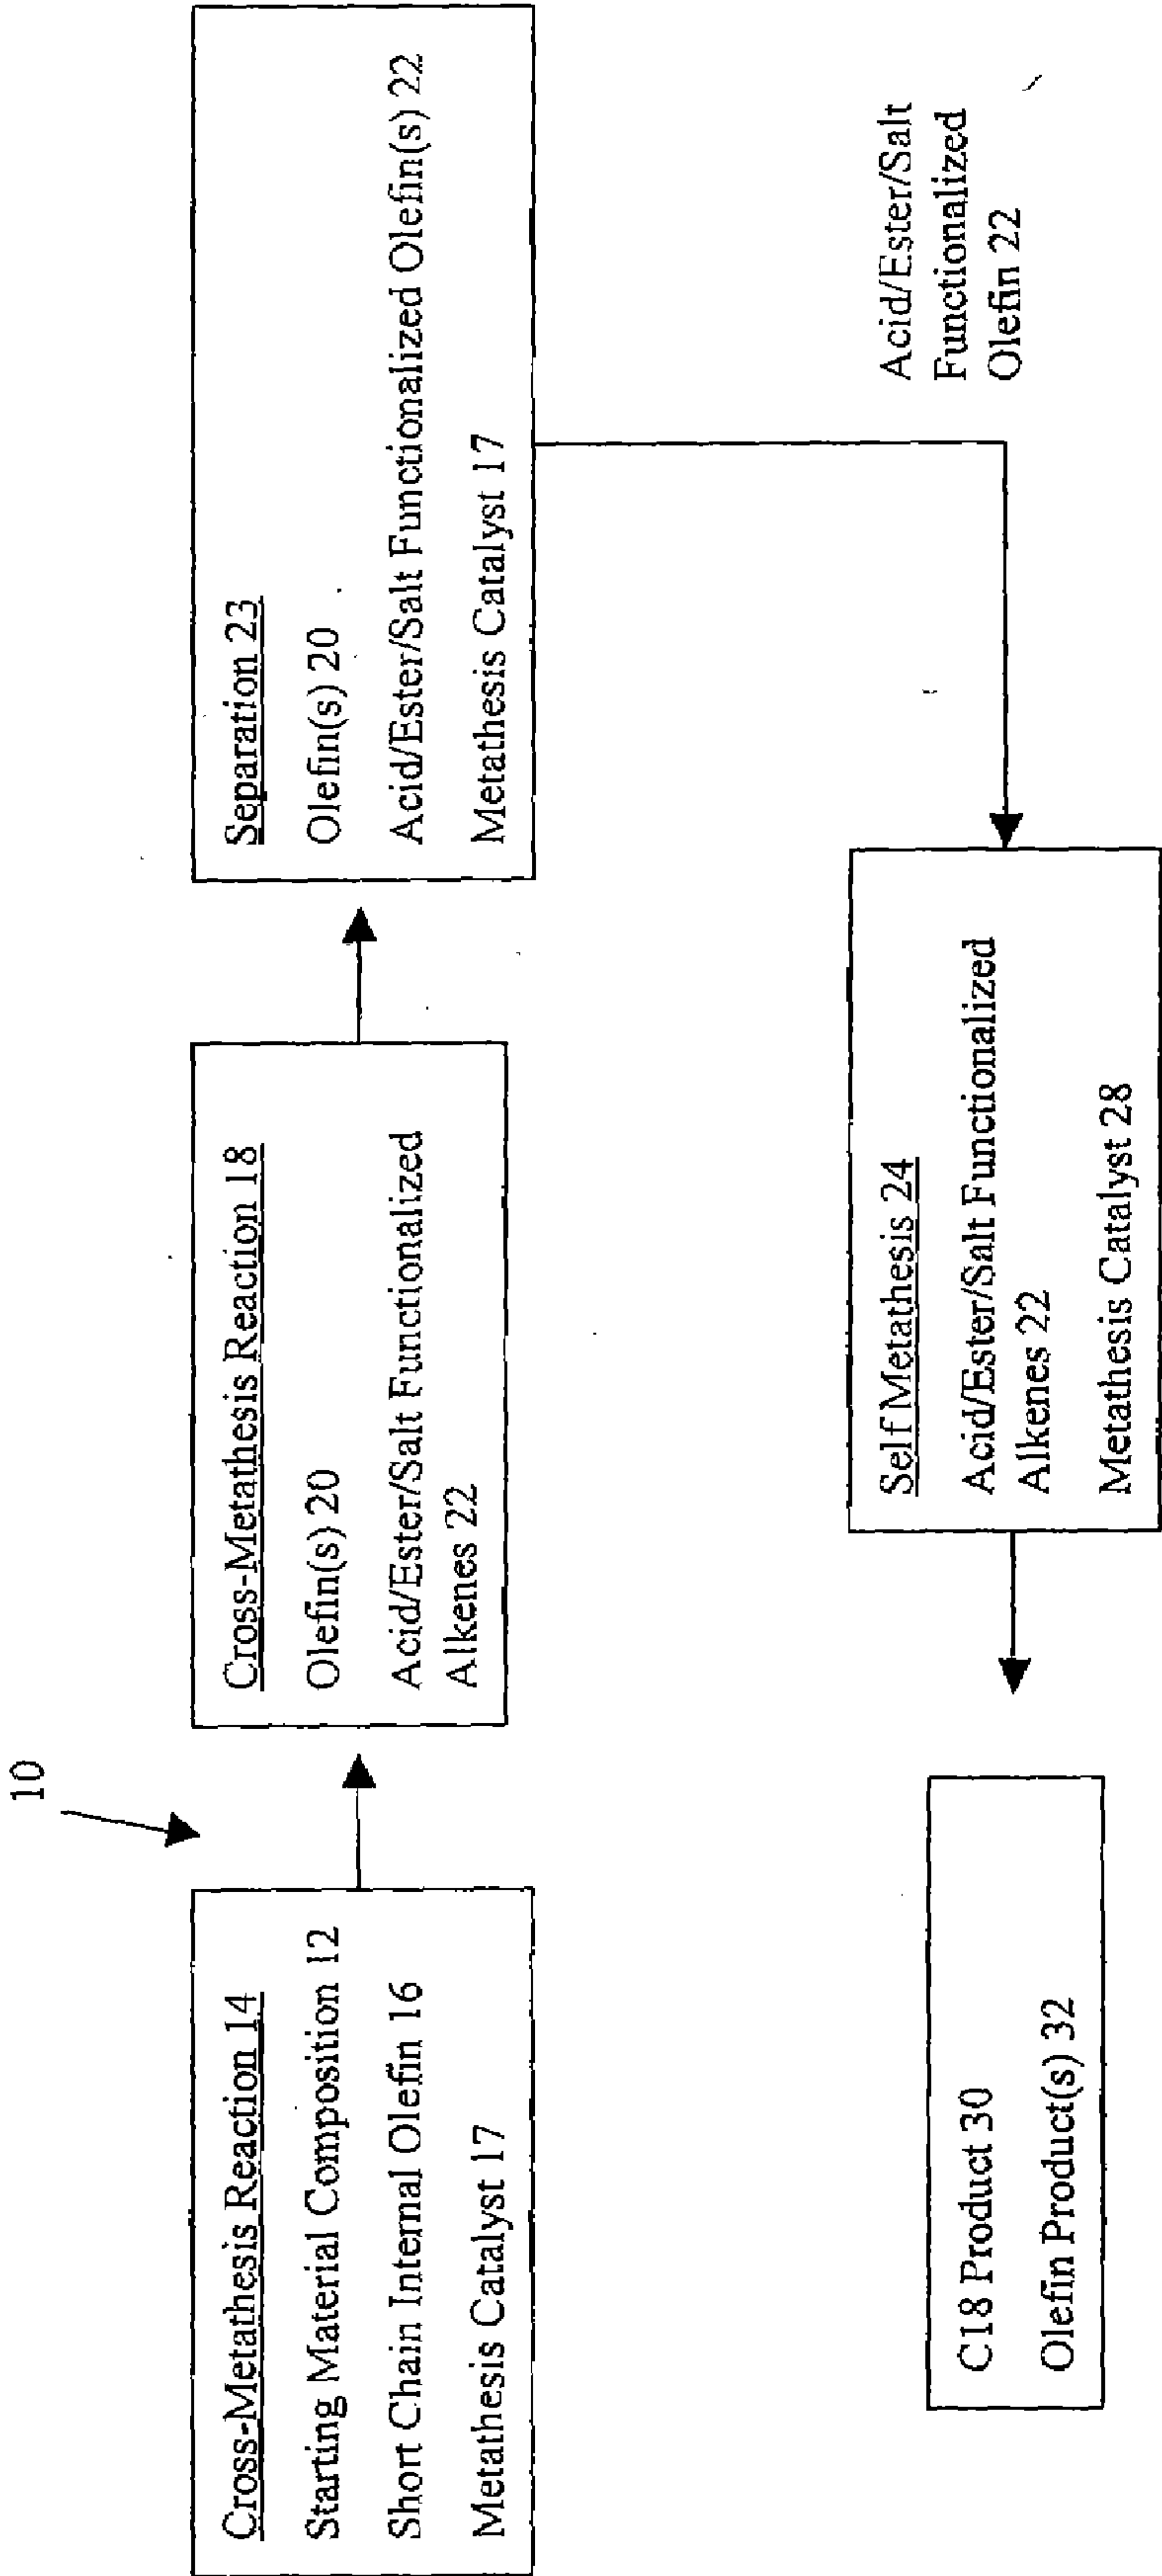 10
Cross-Metathesis Reaction 14
Starting Material Composition 12
Short Chain Internal Olefin 16
Metathesis Catalyst 17
Cross-Metathesis Reaction 18
Olefin(s) 20
Acid/Ester/Salt Functionalized
Alkenes 22
Separation 23
Olefin(s) 20
Acid/Ester/Salt Functionalized Olefin(s) 22
Metathesis Catalyst 17
Acid/Ester/Salt
Functionalized
Olefin 22
Self Metathesis 24
Acid/Ester/Salt Functionalized
Alkenes 22
Metathesis Catalyst 28
C18 Product 30
Olefin Product(s) 32